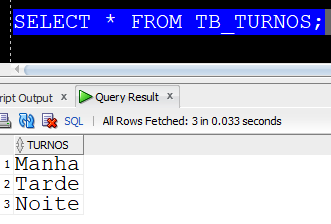 SELECT * FROM TB_TURNOS;
ript Output x Query Result x
SQL | All Rows Fetched: 3 in 0.033 seconds
TURNOS
1 Manha
2 Tarde
3 Noite